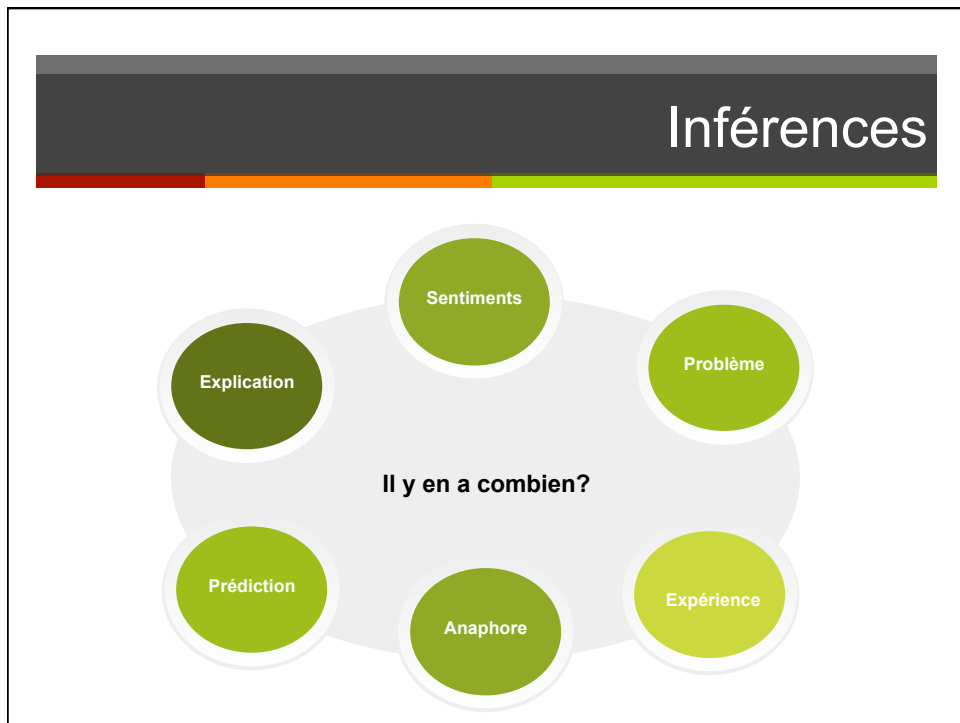 Inférences
Sentiments
Problème
Explication
Il y en a combien?
Prédiction
Expérience
Anaphore